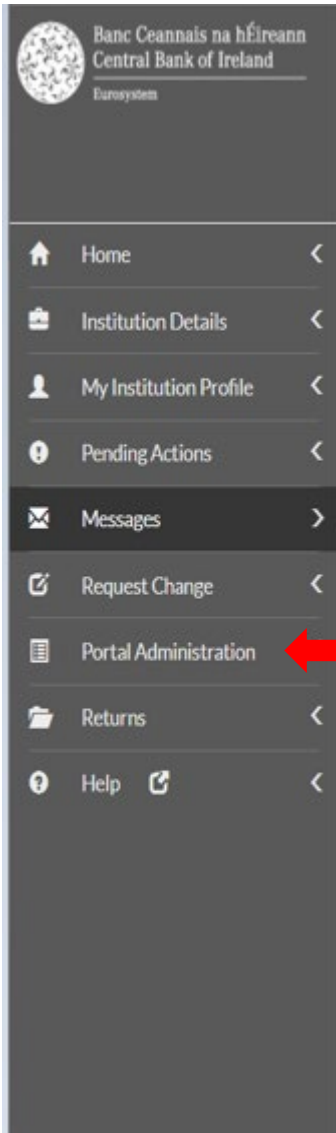 Banc Ceannais na hÉireann
Central Bank of Ireland
Eurosystem
Home
Institution Details
My Institution Profile
Pending Actions
Messages
Request Change
Portal Administration
Returns
Help